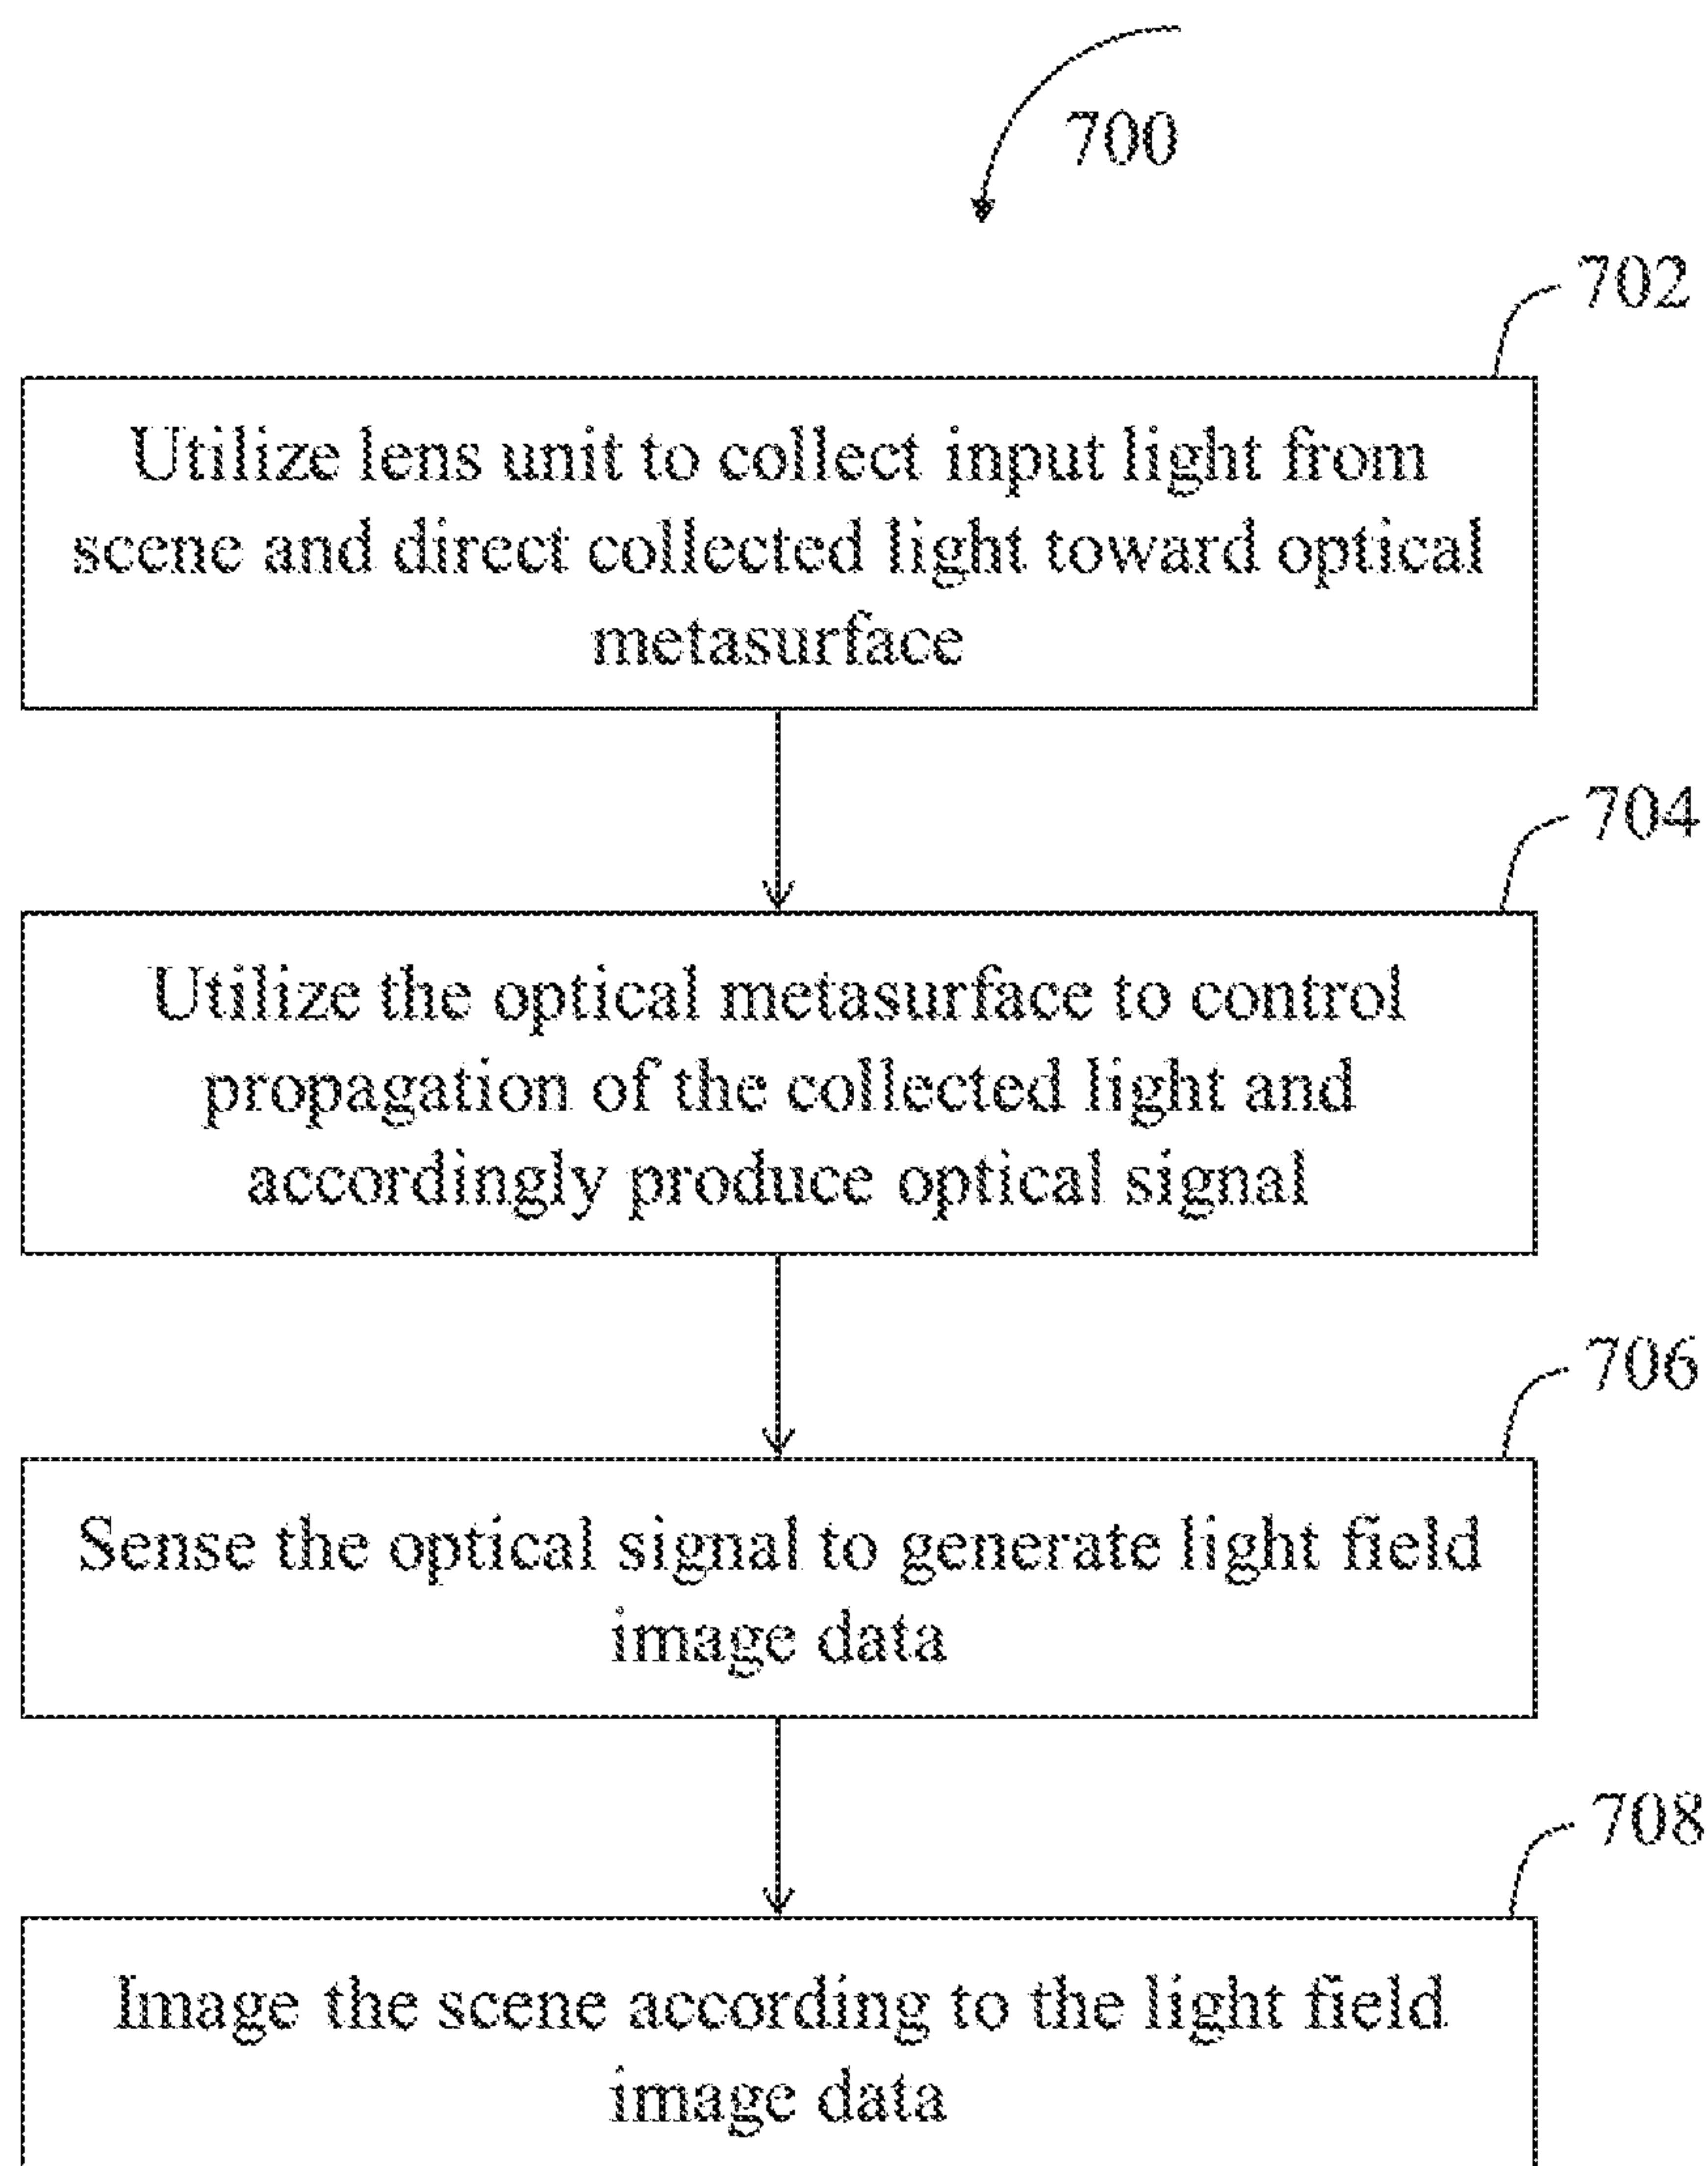 700
702
Utilize lens unit to collect input light from
scene and direct collected light toward optical
metasurface
704
Utilize the optical metasurface to control
propagation of the collected light and
accordingly produce optical signal
706
Sense the optical signal to generate light field
image data
708
Image the scene according to the light field
image data